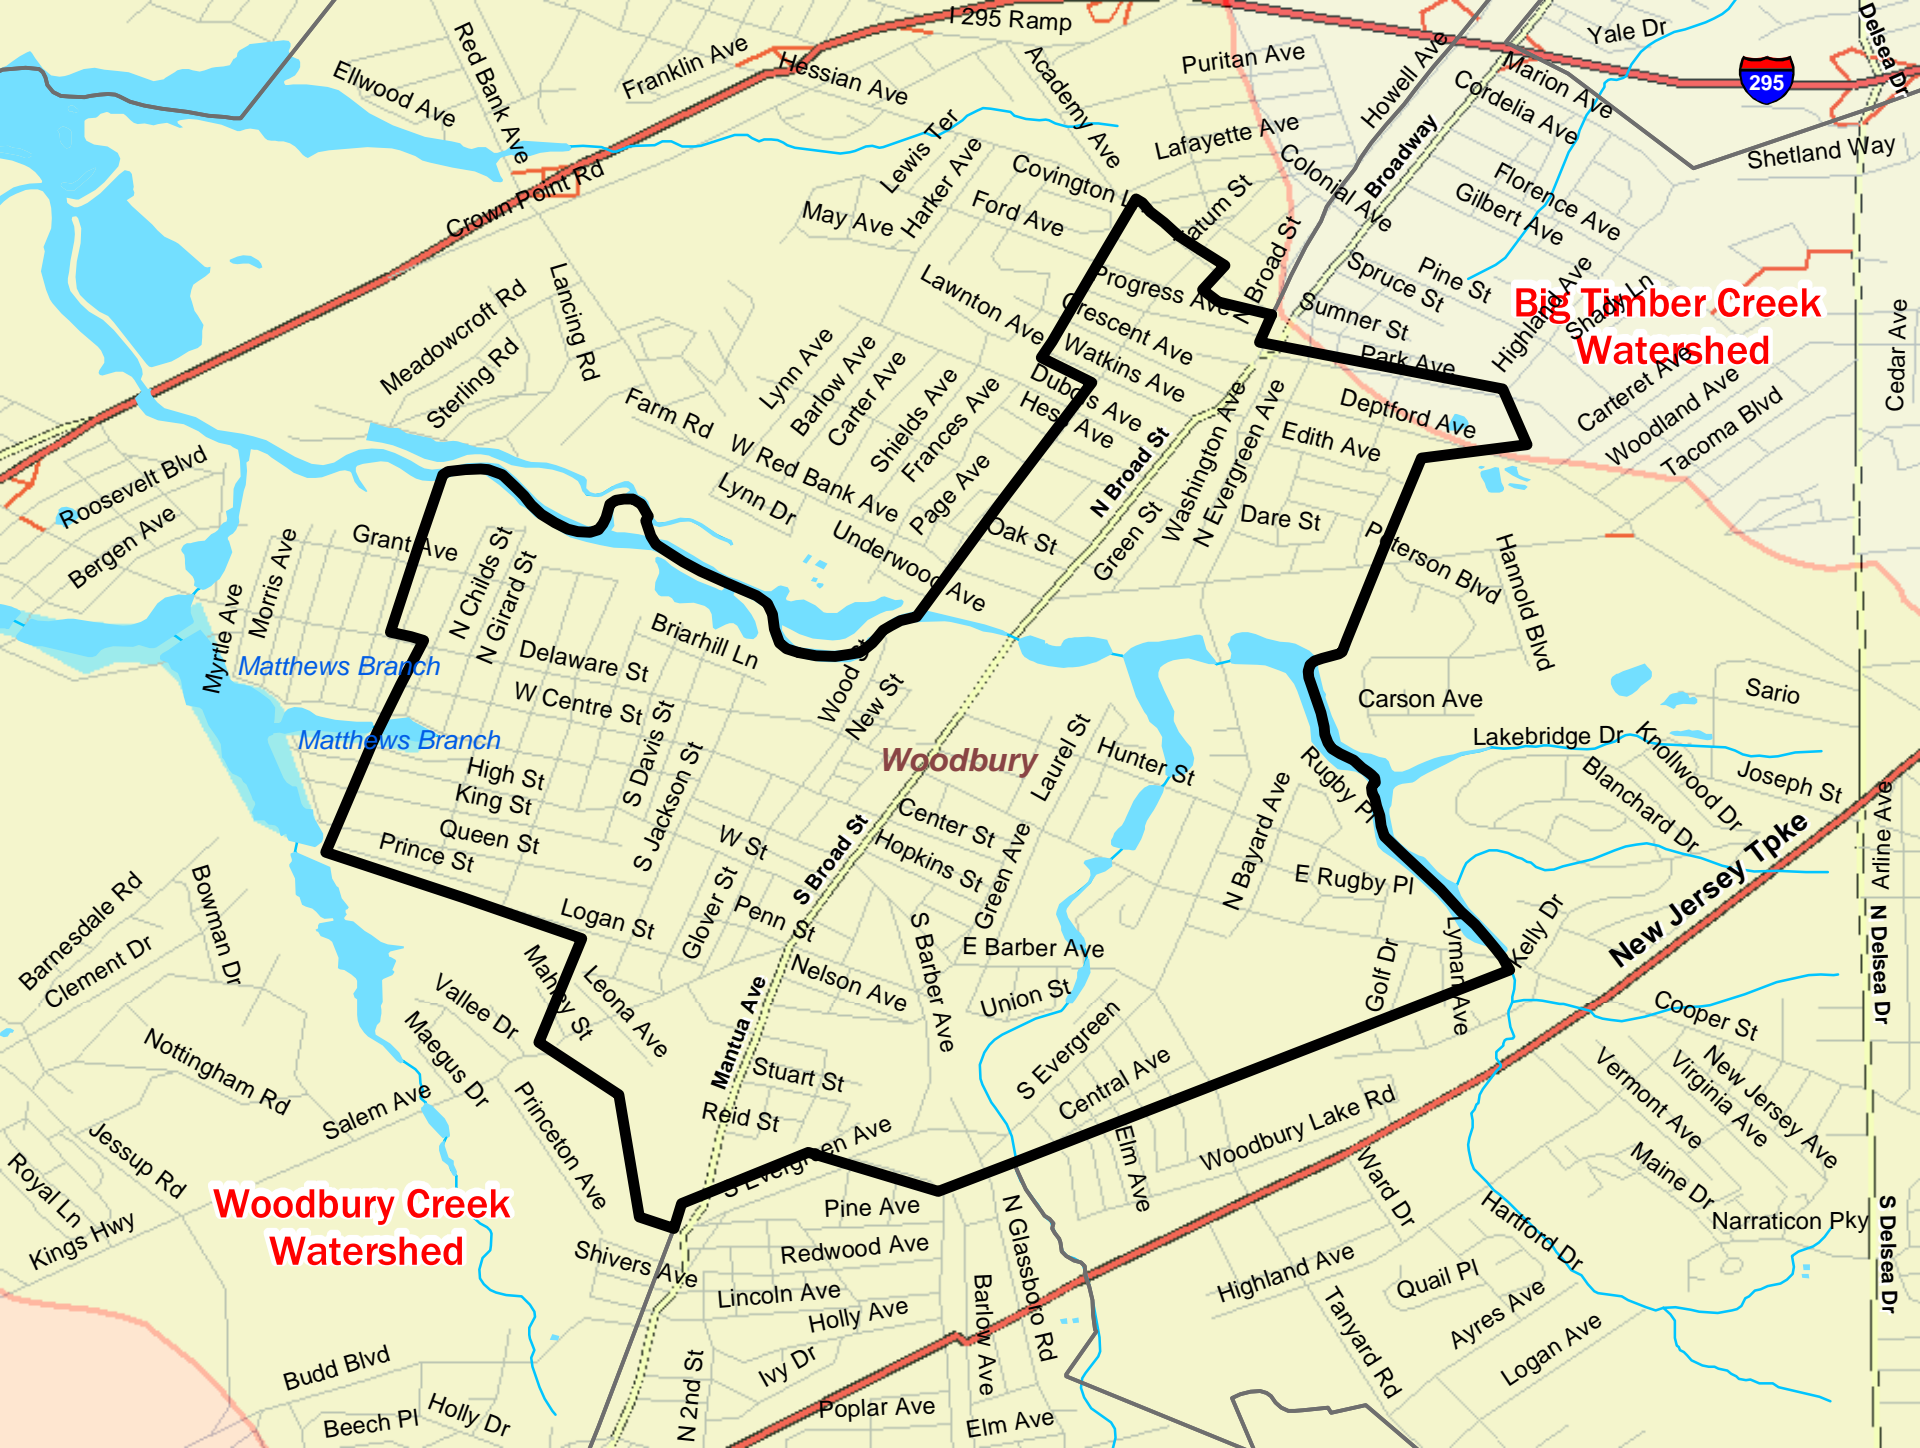 I 295 Ramp
Yale Dr
Delsea Dr
Red Bank Ave
Franklin Ave
Hessian Ave
Academy Ave
Puritan Ave
Howell Ave
Marion Ave
295
Ellwood Ave
Cordelia Ave
Lewis Ter
Lafayette Ave
Broadway
Shetland Way
Harker Ave
Covington L
Colonial Ave
Florence Ave
Gilbert Ave
Crown Point Rd
May Ave
Ford Ave
Tatum St
N Broad St
Meadowcroft Rd
Lancing Rd
Lawnton Ave
Progress Ave
Spruce St
Pine St
Highland Ave
Shady Ln
Big Timber Creek
Watershed
Cedar Ave
Sterling Rd
Lynn Ave
Barlow Ave
Carter Ave
Shields Ave
Frances Ave
Crescent Ave
Watkins Ave
Sumner St
Park Ave
Carteret Ave
Woodland Ave
Tacoma Blvd
Farm Rd
Dubois Ave
Hess Ave
Washington Ave
N Evergreen Ave
Deptford Ave
Edith Ave
Roosevelt Blvd
W Red Bank Ave
Page Ave
N Broad St
Bergen Ave
Lynn Dr
Underwood Ave
Oak St
Green St
Dare St
Peterson Blvd
Hannold Blvd
Grant Ave
Morris Ave
Myrtle Ave
N Childs St
N Girard St
Matthews Branch
Delaware St
Briarhill Ln
Wood St
New St
W Centre St
Carson Ave
Sario
Matthews Branch
S Davis St
S Jackson St
Woodbury
Laurel St
Hunter St
Rugby Pl
Lakebridge Dr
Knollwood Dr
Blanchard Dr
Joseph St
High St
King St
Queen St
Prince St
W St
S Broad St
Center St
Hopkins St
Green Ave
N Bayard Ave
E Rugby Pl
New Jersey Tpke
Arline Ave
N Delsea Dr
Barnesdale Rd
Clement Dr
Bowman Dr
Logan St
Glover St
Penn St
S Barber Ave
E Barber Ave
Golf Dr
Lyman Ave
Kelly Dr
Vallee Dr
Leona Ave
Mantua Ave
Nelson Ave
Union St
Cooper St
Nottingham Rd
Maegus Dr
Salem Ave
Stuart St
S Evergreen
Central Ave
Vermont Ave
Virginia Ave
New Jersey Ave
Princeton Ave
Reid St
S Evergreen Ave
Elm Ave
Woodbury Lake Rd
Ward Dr
Maine Dr
Jessup Rd
Royal Ln
Kings Hwy
Woodbury Creek
Watershed
Pine Ave
Redwood Ave
N Glassboro Rd
Hartford Dr
Narraticon Pky
S Delsea Dr
Shivers Ave
Lincoln Ave
Holly Ave
Barlow Ave
Highland Ave
Quail Pl
Ayres Ave
Logan Ave
Tanyard Rd
Budd Blvd
Ivy Dr
N 2nd St
Beech Pl
Holly Dr
Poplar Ave
Elm Ave